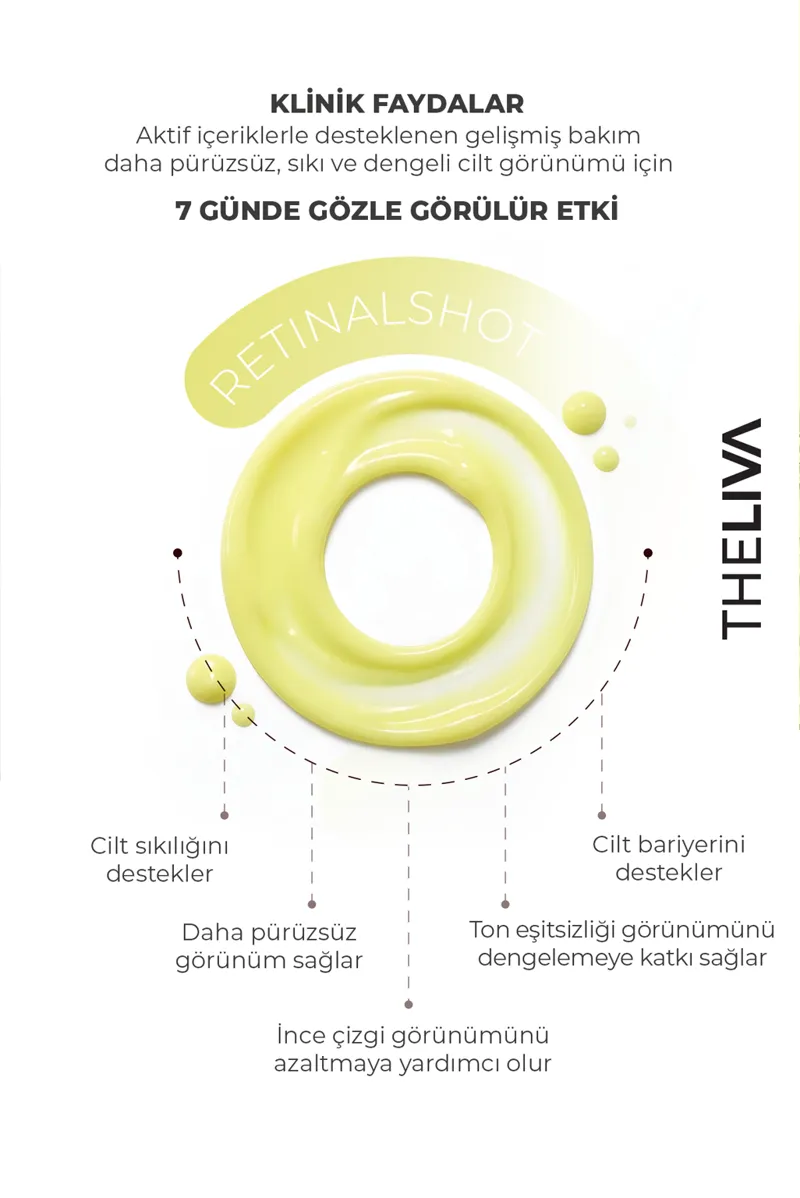 KLİNİK FAYDALAR
Aktif içeriklerle desteklenen gelişmiş bakım
daha pürüzsüz, sıkı ve dengeli cilt görünümü için
7 GÜNDE GÖZLE GÖRÜLÜR ETKİ
RETINALSHOT
THELIVA
Cilt sıkılığını
destekler
Cilt bariyerini
destekler
Daha pürüzsüz
görünüm sağlar
Ton eşitsizliği görünümünü
dengelemeye katkı sağlar
İnce çizgi görünümünü
azaltmaya yardımcı olur